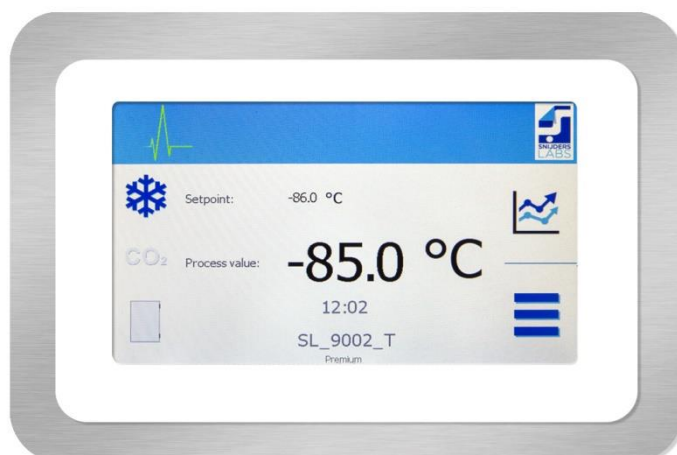 SNIJDERS
LABS
Setpoint: -86.0 °C
CO₂
Process value: -85.0 °C
12:02
SL_9002_T
Premium